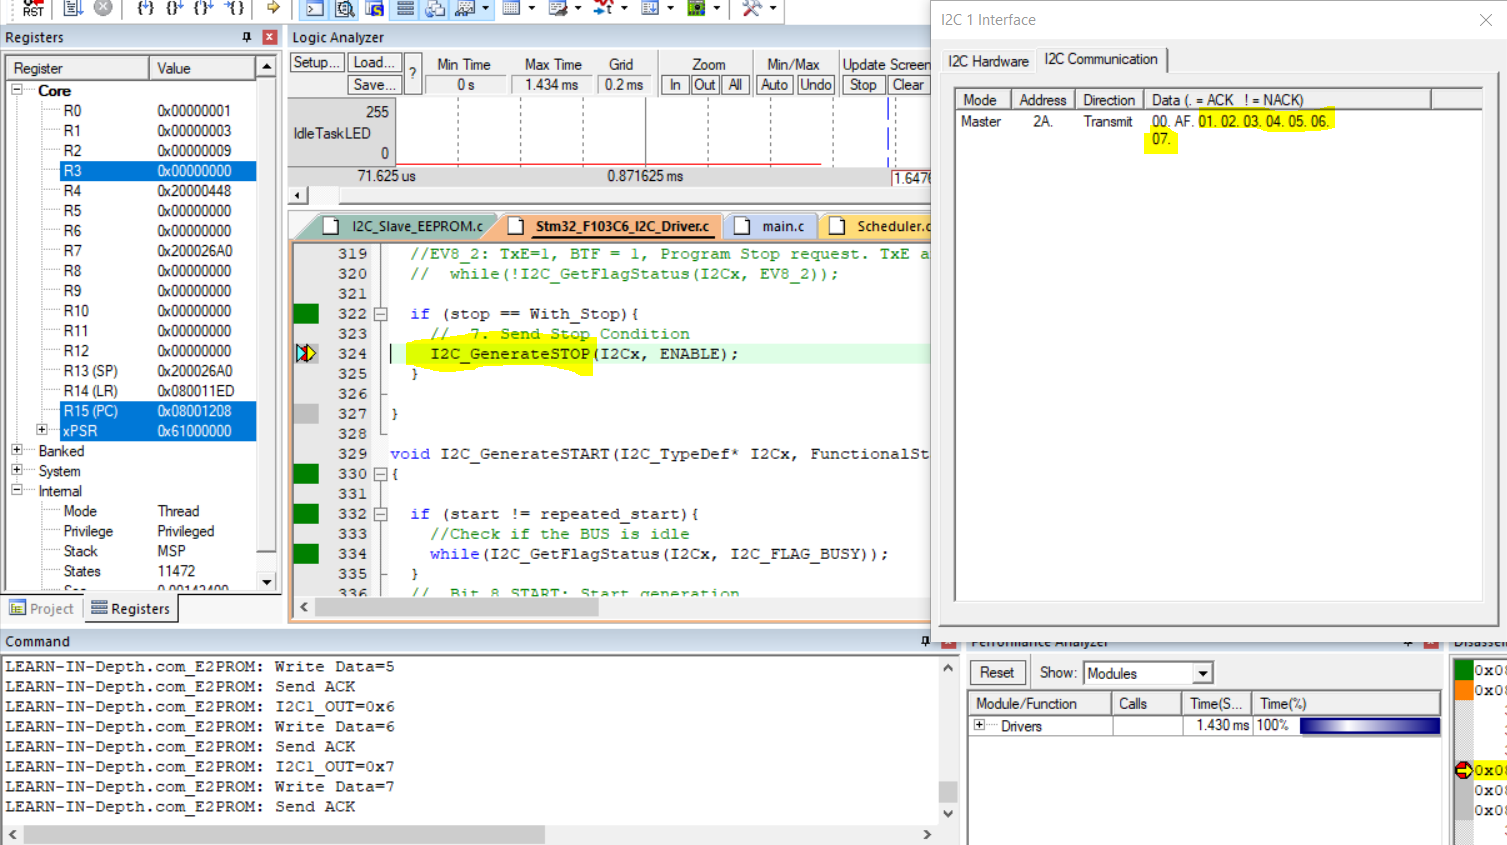 RST
Registers
Register Value
Core
R0 0x00000001
R1 0x00000003
R2 0x00000009
R3 0x00000000
R4 0x20000448
R5 0x00000000
R6 0x00000000
R7 0x200026A0
R8 0x00000000
R9 0x00000000
R10 0x00000000
R11 0x00000000
R12 0x00000000
R13 (SP) 0x200026A0
R14 (LR) 0x080011ED
R15 (PC) 0x08001208
xPSR 0x61000000
Banked
System
Internal
Mode Thread
Privilege Privileged
Stack MSP
States 11472
Project Registers
Logic Analyzer
Setup... Load... Save... ?
Min Time Max Time Grid Zoom Min/Max Update Screen
0 s 1.434 ms 0.2 ms In Out All Auto Undo Stop Clear
255
IdleTaskLED
0
71.625 us 0.871625 ms 1.6476
I2C_Slave_EEPROM.c Stm32_F103C6_I2C_Driver.c main.c Scheduler.c
319 //EV8_2: TxE=1, BTF = 1, Program Stop request. TxE a
320 // while(!I2C_GetFlagStatus(I2Cx, EV8_2));
321
322 if (stop == With_Stop){
323 // 7. Send Stop Condition
324 I2C_GenerateSTOP(I2Cx, ENABLE);
325 }
326
327 }
328
329 void I2C_GenerateSTART(I2C_TypeDef* I2Cx, FunctionalSt
330 {
331
332 if (start != repeated_start){
333 //Check if the BUS is idle
334 while(I2C_GetFlagStatus(I2Cx, I2C_FLAG_BUSY));
335 }
336 // Bit 8 START: Start generation
I2C 1 Interface
I2C Hardware I2C Communication
Mode Address Direction Data (. = ACK ! = NACK)
Master 2A. Transmit 00. AF. 01. 02. 03. 04. 05. 06.
07.
Command
LEARN-IN-Depth.com_E2PROM: Write Data=5
LEARN-IN-Depth.com_E2PROM: Send ACK
LEARN-IN-Depth.com_E2PROM: I2C1_OUT=0x6
LEARN-IN-Depth.com_E2PROM: Write Data=6
LEARN-IN-Depth.com_E2PROM: Send ACK
LEARN-IN-Depth.com_E2PROM: I2C1_OUT=0x7
LEARN-IN-Depth.com_E2PROM: Write Data=7
LEARN-IN-Depth.com_E2PROM: Send ACK
Performance Analyzer
Reset Show: Modules
Module/Function Calls Time(S... Time(%)
Drivers 1.430 ms 100%
Disassem
0x08
0x08
0x08
0x08
0x08